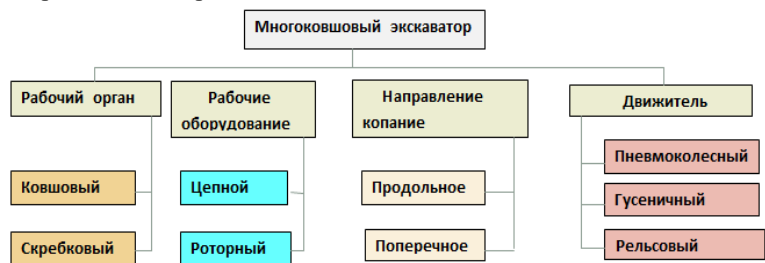 Многоковшовый экскаватор
Рабочий орган
Рабочие
оборудование
Направление
копание
Движитель
Ковшовый
Скребковый
Цепной
Роторный
Продольное
Поперечное
Пневмоколесный
Гусеничный
Рельсовый